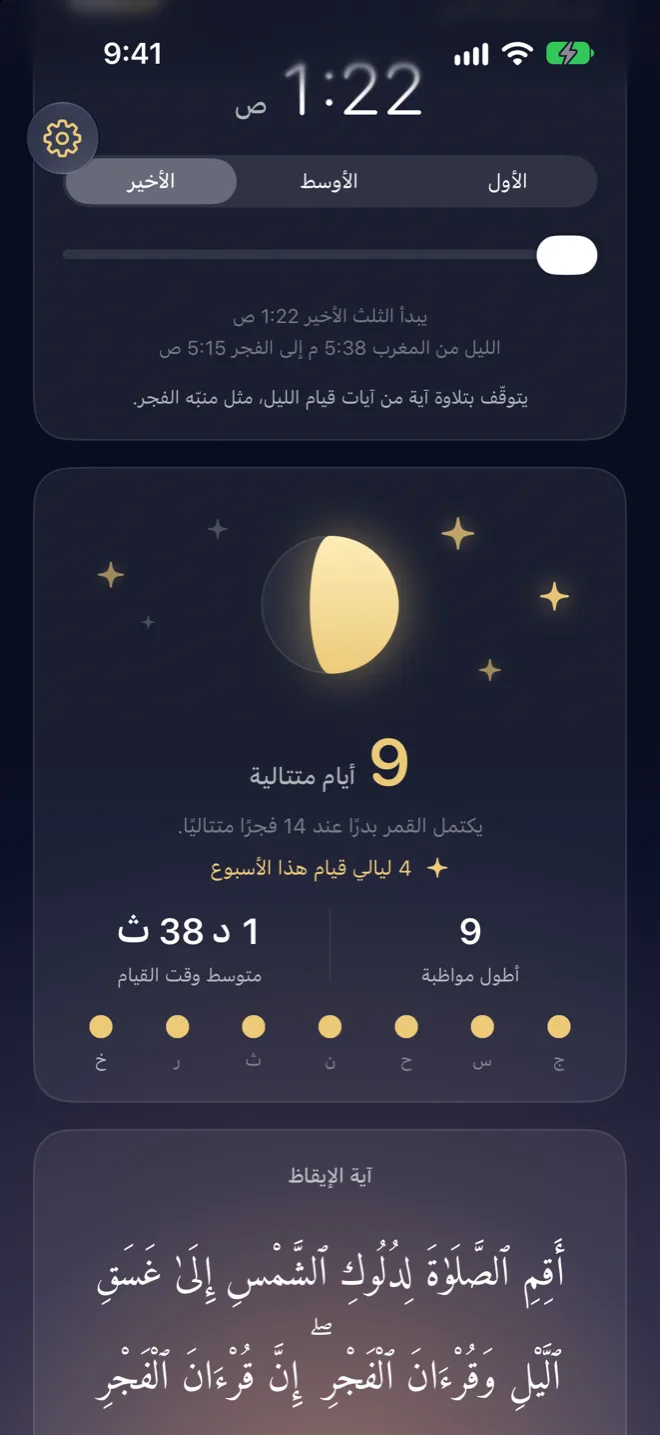 9:41
1:22 ص
الأول الأوسط الأخير
يبدأ الثلث الأخير 1:22 ص
الليل من المغرب 5:38 م إلى الفجر 5:15 ص
يتوقّف بتلاوة آية من آيات قيام الليل، مثل منبّه الفجر.
9 أيام متتالية
يكتمل القمر بدرًا عند 14 فجرًا متتاليًا.
4 ليالي قيام هذا الأسبوع
9
أطول مواظبة
1 د 38 ث
متوسط وقت القيام
ج س ح ن ث ر خ
آية الإيقاظ
أَقِمِ ٱلصَّلَوٰةَ لِدُلُوكِ ٱلشَّمْسِ إِلَىٰ غَسَقِ
ٱلَّيْلِ وَقُرْءَانَ ٱلْفَجْرِ ۖ إِنَّ قُرْءَانَ ٱلْفَجْرِ